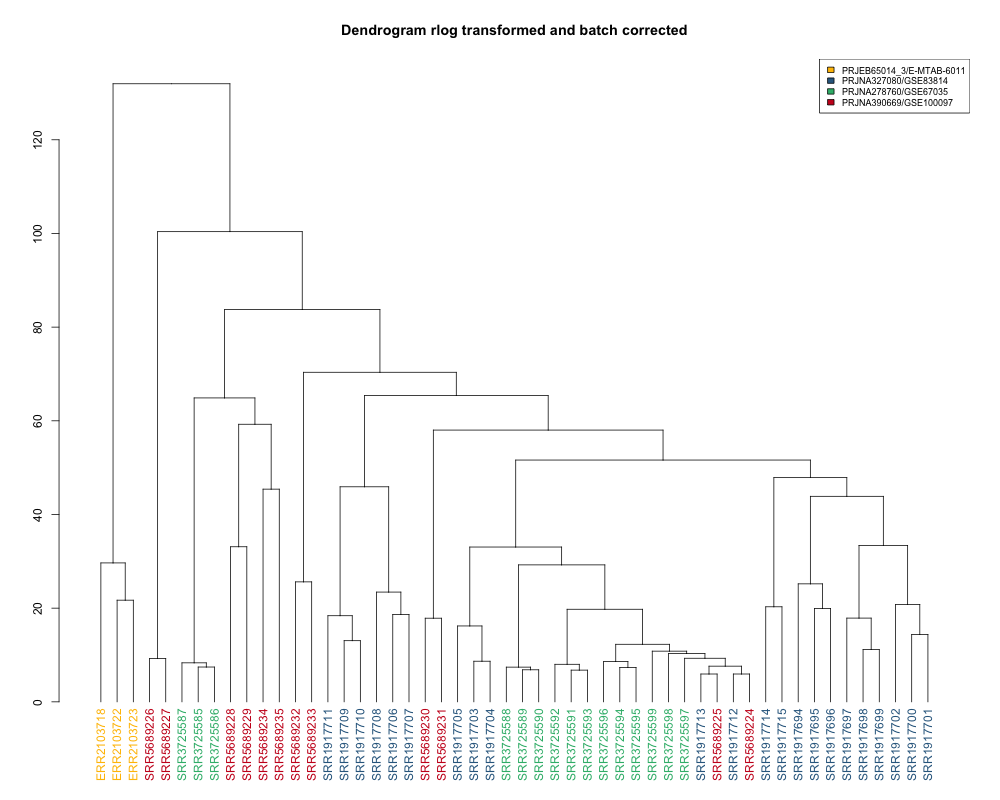 Dendrogram rlog transformed and batch corrected
PRJEB65014_3/E-MTAB-6011
PRJNA327080/GSE83814
PRJNA278760/GSE67035
PRJNA390669/GSE100097
120
100
80
60
40
20
0
ERR2103718
ERR2103722
ERR2103723
SRR5689226
SRR5689227
SRR3725587
SRR3725585
SRR3725586
SRR5689228
SRR5689229
SRR5689234
SRR5689235
SRR5689232
SRR5689233
SRR1917711
SRR1917709
SRR1917710
SRR1917708
SRR1917706
SRR1917707
SRR5689230
SRR5689231
SRR1917705
SRR1917703
SRR1917704
SRR3725588
SRR3725589
SRR3725590
SRR3725592
SRR3725591
SRR3725593
SRR3725596
SRR3725594
SRR3725595
SRR3725599
SRR3725598
SRR3725597
SRR1917713
SRR5689225
SRR1917712
SRR5689224
SRR1917714
SRR1917715
SRR1917694
SRR1917695
SRR1917696
SRR1917697
SRR1917698
SRR1917699
SRR1917702
SRR1917700
SRR1917701